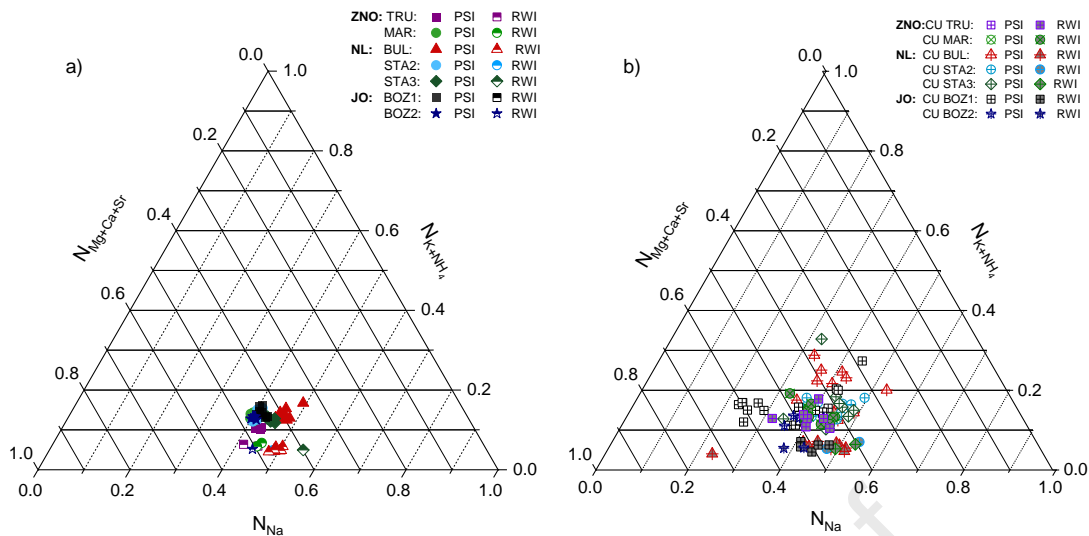 a)
ZNO: TRU: PSI RWI
MAR: PSI RWI
NL: BUL: PSI RWI
STA2: PSI RWI
STA3: PSI RWI
JO: BOZ1: PSI RWI
BOZ2: PSI RWI
0.0
1.0
0.2
0.8
0.4
0.6
0.6
0.4
0.8
0.2
1.0
0.0
0.0 0.2 0.4 0.6 0.8 1.0
N Mg+Ca+Sr
N K+NH4
N Na
b)
ZNO: CU TRU: PSI RWI
CU MAR: PSI RWI
NL: CU BUL: PSI RWI
CU STA2: PSI RWI
CU STA3: PSI RWI
JO: CU BOZ1: PSI RWI
CU BOZ2: PSI RWI
0.0
1.0
0.2
0.8
0.4
0.6
0.6
0.4
0.8
0.2
1.0
0.0
0.0 0.2 0.4 0.6 0.8 1.0
N Mg+Ca+Sr
N K+NH4
N Na
f